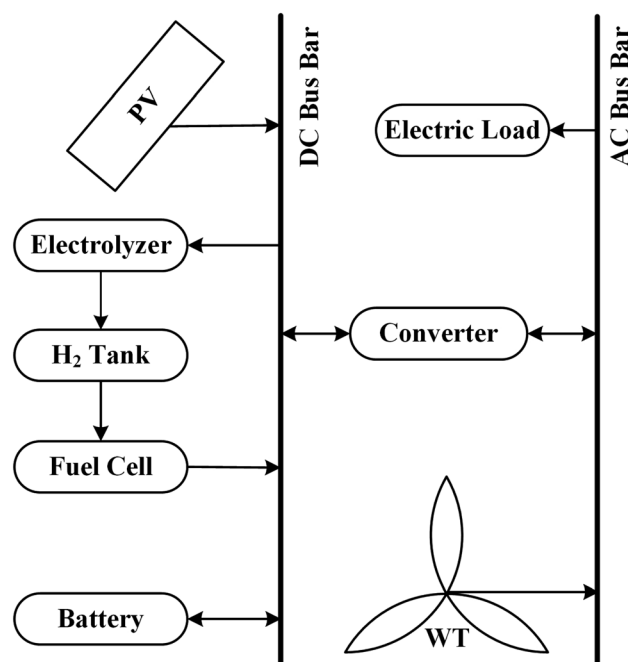 PV
DC Bus Bar
Electric Load
AC Bus Bar
Electrolyzer
Converter
H₂ Tank
Fuel Cell
Battery
WT